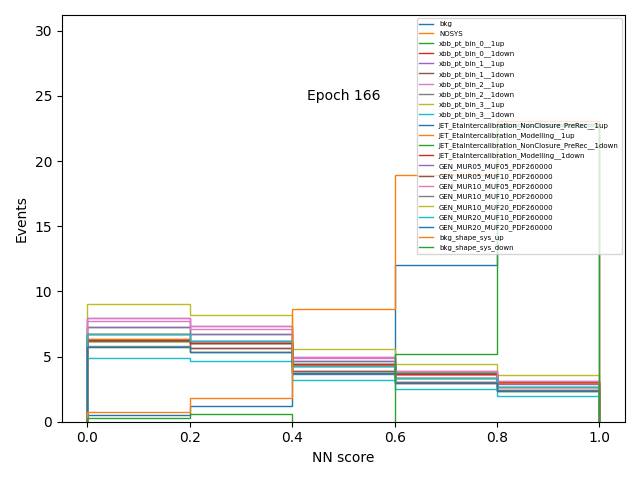 30
25
20
15
10
5
0
Events
0.0
0.2
0.4
0.6
0.8
1.0
NN score
Epoch 166
bkg
NOSYS
xbb_pt_bin_0__1up
xbb_pt_bin_0__1down
xbb_pt_bin_1__1up
xbb_pt_bin_1__1down
xbb_pt_bin_2__1up
xbb_pt_bin_2__1down
xbb_pt_bin_3__1up
xbb_pt_bin_3__1down
JET_EtaIntercalibration_NonClosure_PreRec__1up
JET_EtaIntercalibration_Modelling__1up
JET_EtaIntercalibration_NonClosure_PreRec__1down
JET_EtaIntercalibration_Modelling__1down
GEN_MUR05_MUF05_PDF260000
GEN_MUR05_MUF10_PDF260000
GEN_MUR10_MUF05_PDF260000
GEN_MUR10_MUF10_PDF260000
GEN_MUR10_MUF20_PDF260000
GEN_MUR20_MUF10_PDF260000
GEN_MUR20_MUF20_PDF260000
bkg_shape_sys_up
bkg_shape_sys_down